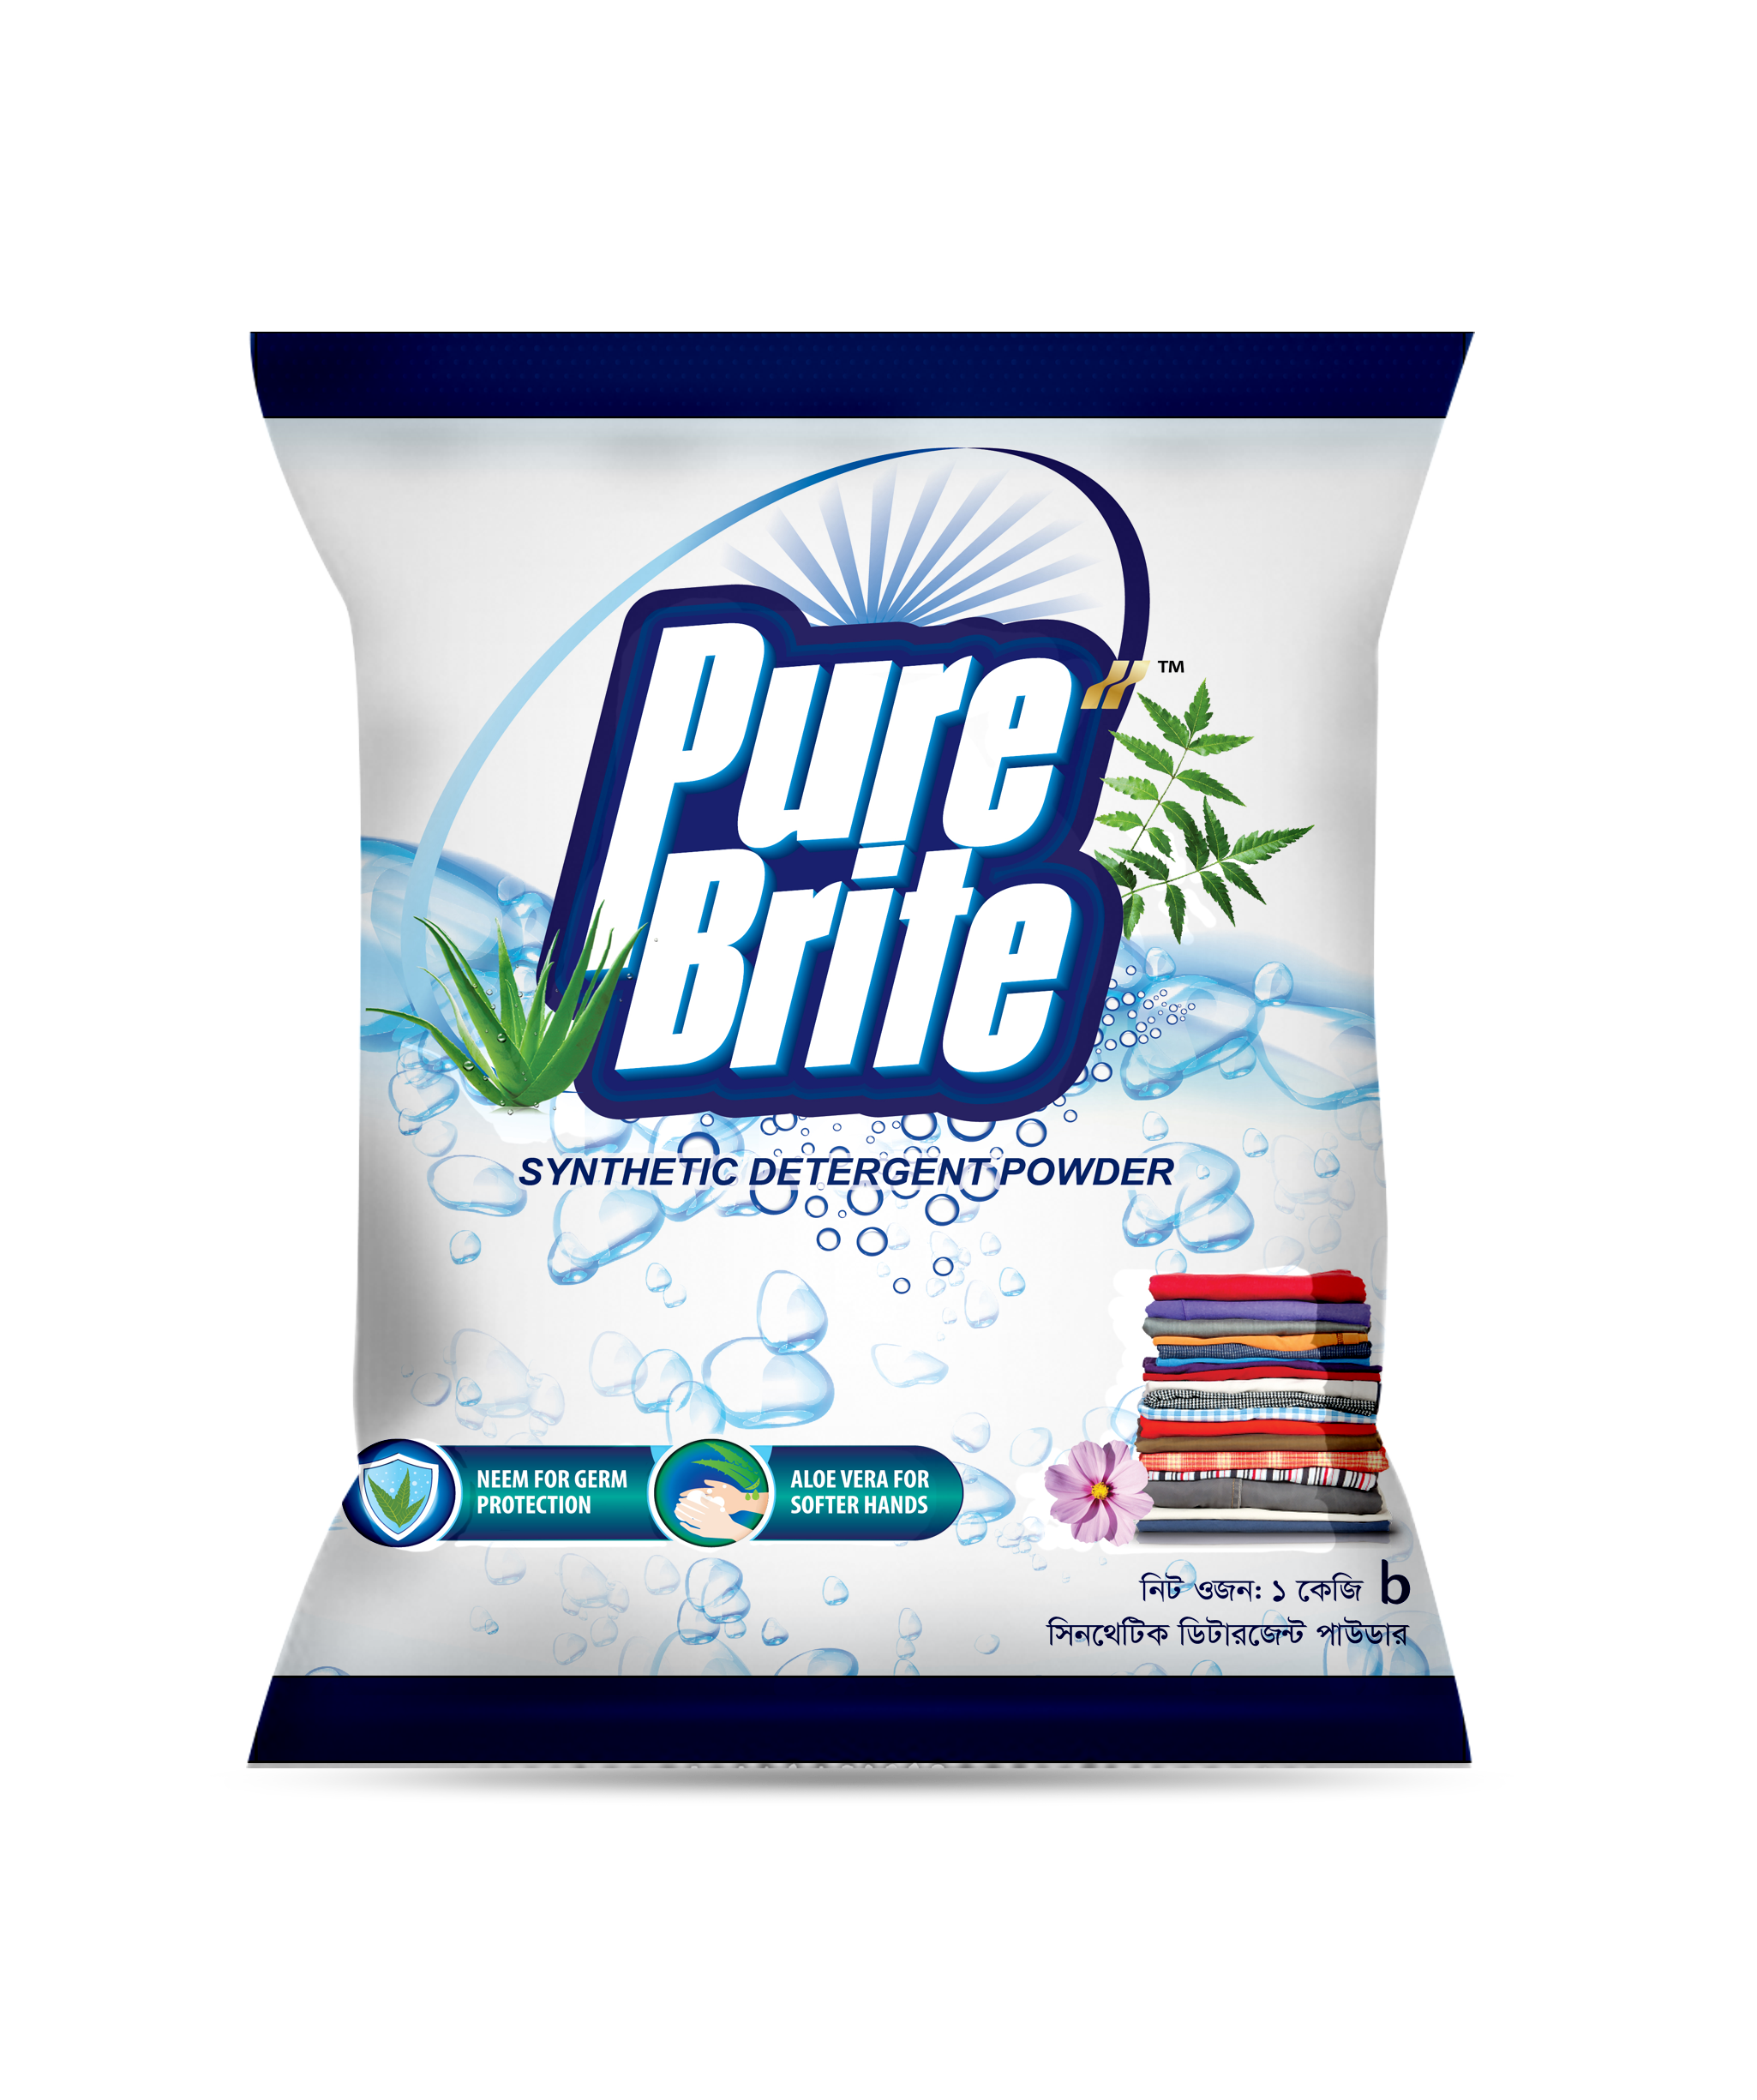 Pure
TM
Brite
SYNTHETIC DETERGENT POWDER
NEEM FOR GERM
PROTECTION
ALOE VERA FOR
SOFTER HANDS
নিট ওজন: ১ কেজি b
সিনথেটিক ডিটারজেন্ট পাউডার